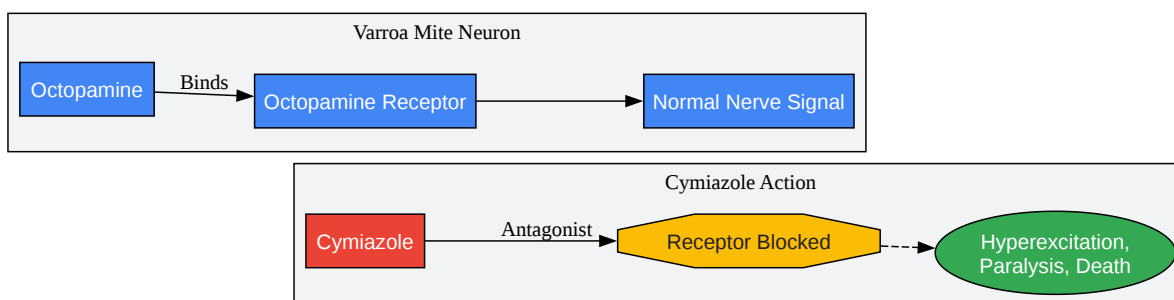 Varroa Mite Neuron
Octopamine
Binds
Octopamine Receptor
Normal Nerve Signal
Cymiazole Action
Cymiazole
Antagonist
Receptor Blocked
Hyperexcitation,
Paralysis, Death